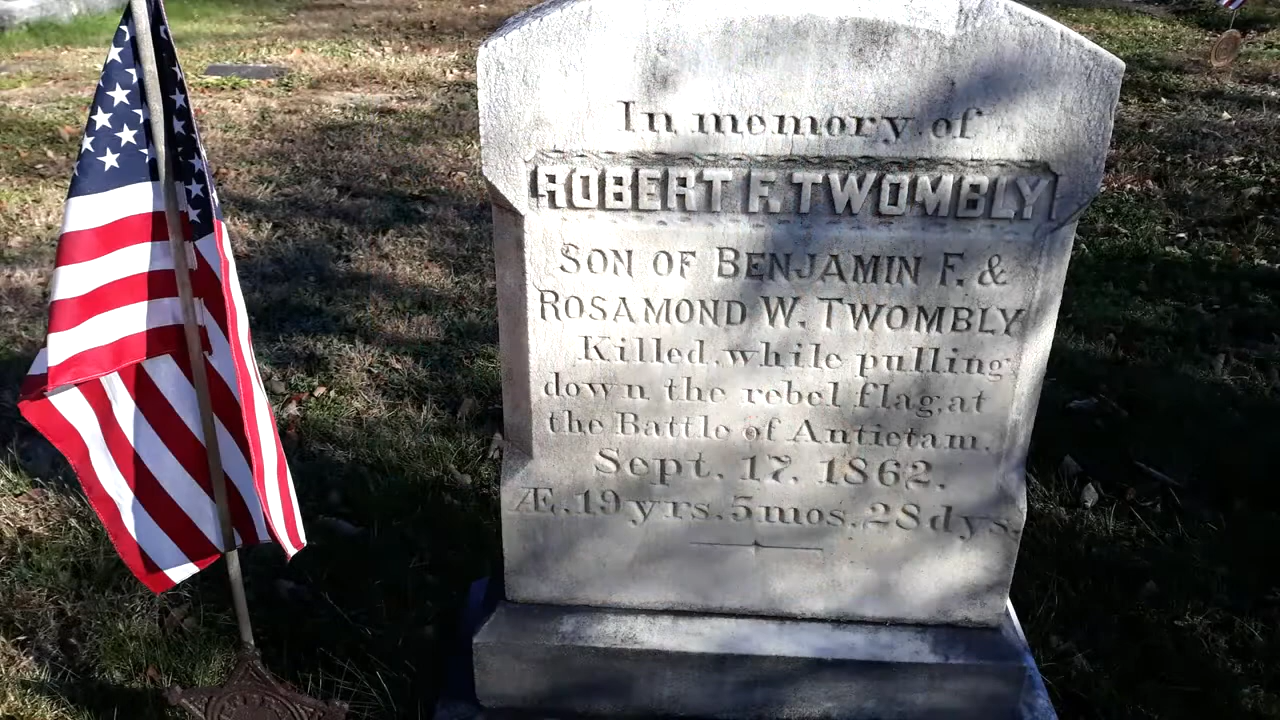 In memory of
ROBERT F. TWOMBLY
SON OF BENJAMIN F. &
ROSAMOND W. TWOMBLY
Killed, while pulling
down the rebel flag, at
the Battle of Antietam.
Sept. 17. 1862.
Æ. 19 yrs. 5 mos. 28 dys.